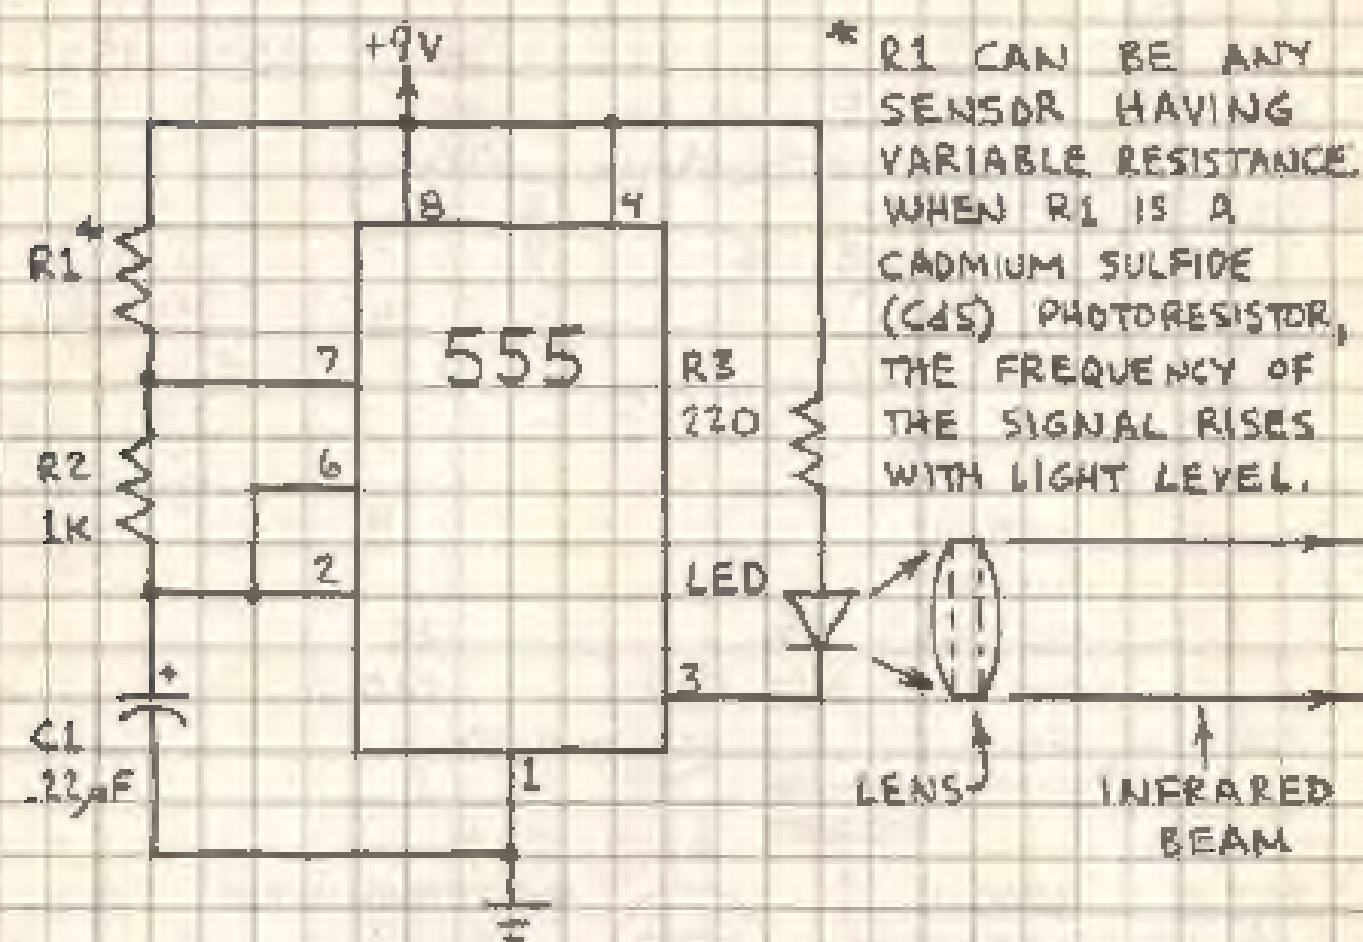 +9V
* R1 CAN BE ANY
SENSOR HAVING
VARIABLE RESISTANCE.
WHEN R1 IS A
CADMIUM SULFIDE
(CdS) PHOTORESISTOR,
THE FREQUENCY OF
THE SIGNAL RISES
WITH LIGHT LEVEL.
8
4
R1*
7
555
R3
220
R2
1K
6
2
LED
3
+
C1
.22µF
1
LENS
INFRARED
BEAM